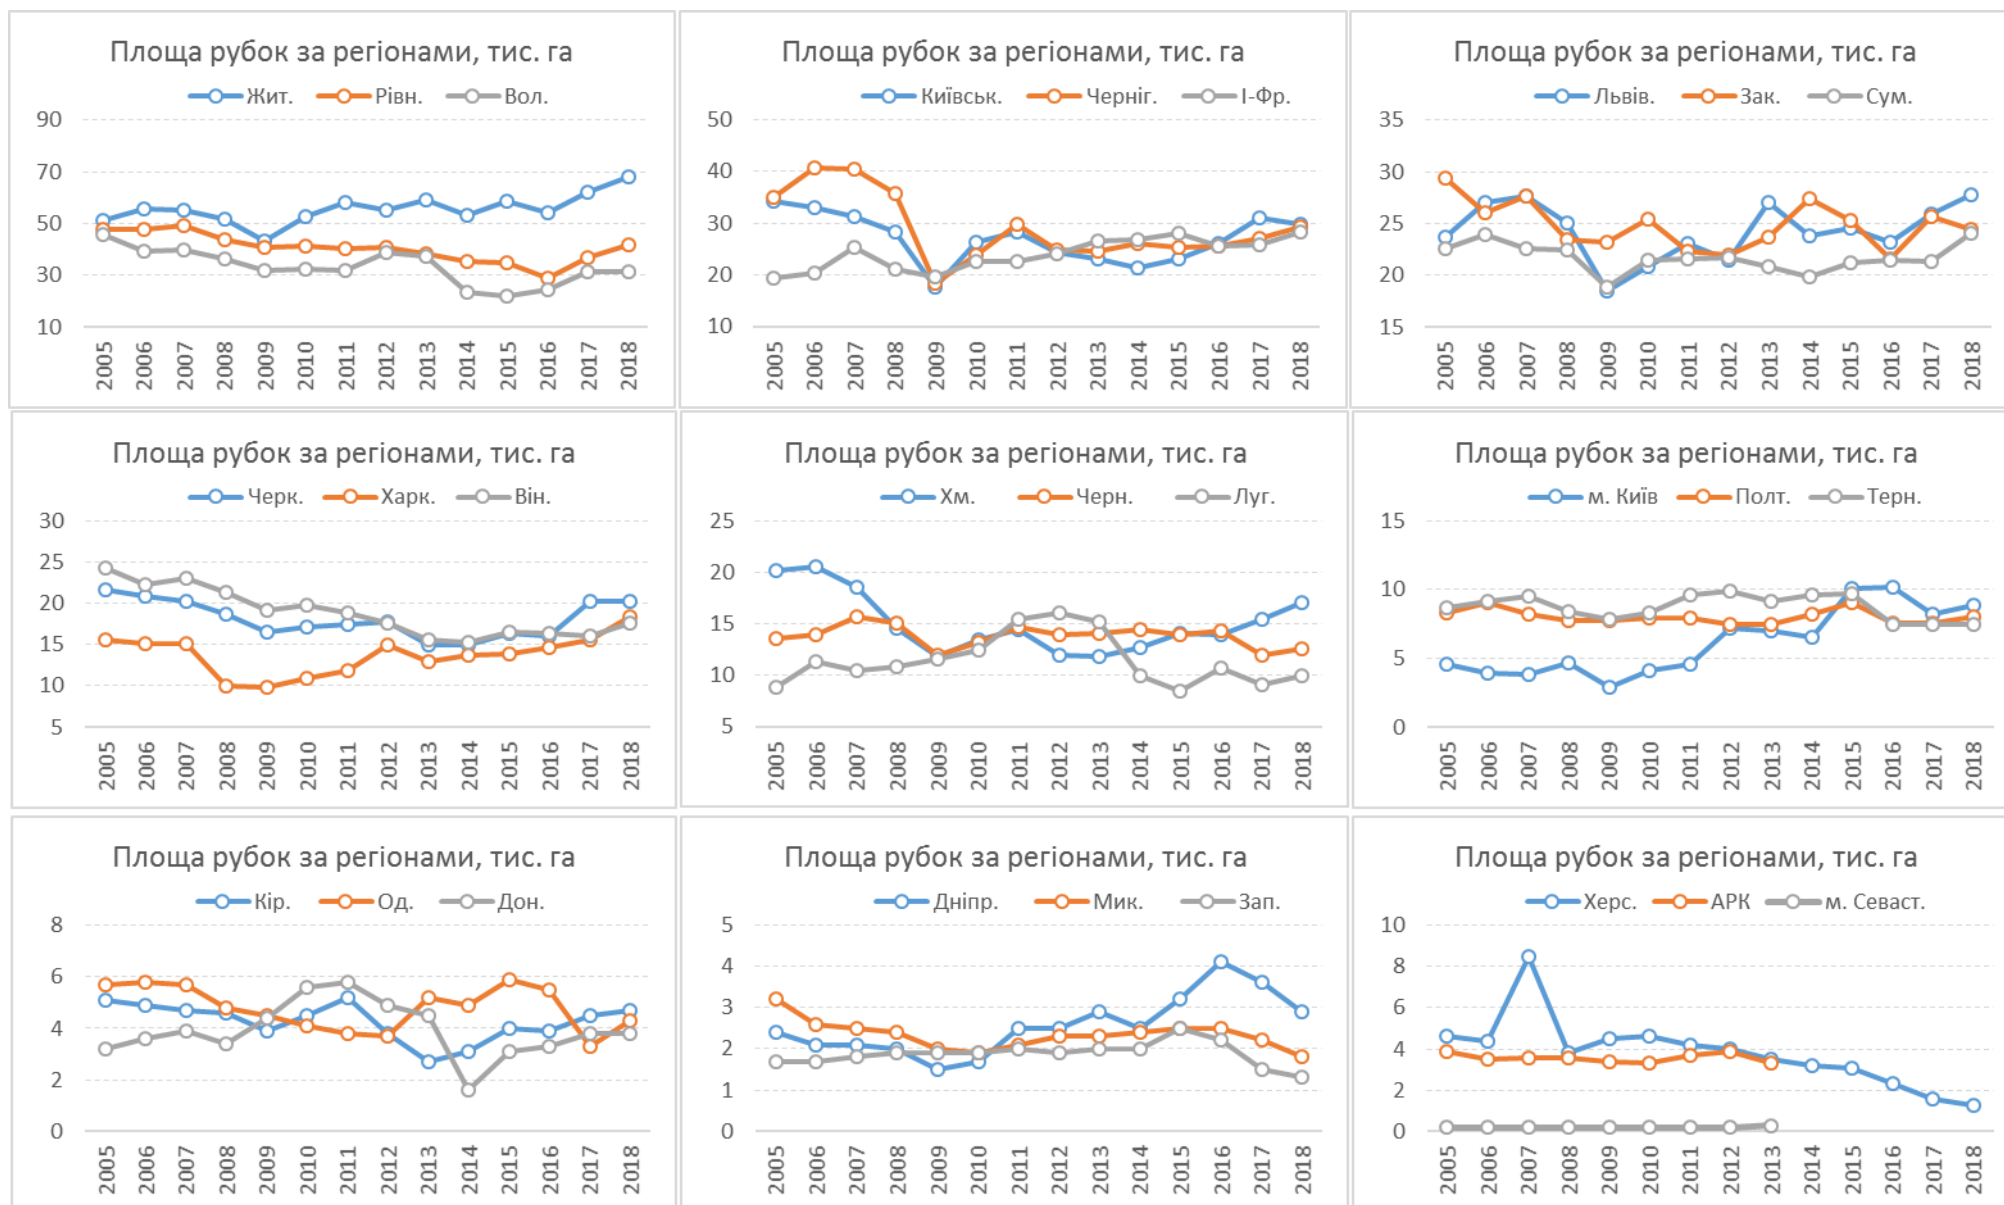 Площа рубок за регіонами, тис. га
Жит. Рівн. Вол.
90
70
50
30
10
2005 2006 2007 2008 2009 2010 2011 2012 2013 2014 2015 2016 2017 2018
Площа рубок за регіонами, тис. га
Київськ. Черніг. І-Фр.
50
40
30
20
10
2005 2006 2007 2008 2009 2010 2011 2012 2013 2014 2015 2016 2017 2018
Площа рубок за регіонами, тис. га
Львів. Зак. Сум.
35
30
25
20
15
2005 2006 2007 2008 2009 2010 2011 2012 2013 2014 2015 2016 2017 2018
Площа рубок за регіонами, тис. га
Черк. Харк. Він.
30
25
20
15
10
5
2005 2006 2007 2008 2009 2010 2011 2012 2013 2014 2015 2016 2017 2018
Площа рубок за регіонами, тис. га
Хм. Черн. Луг.
25
20
15
10
5
2005 2006 2007 2008 2009 2010 2011 2012 2013 2014 2015 2016 2017 2018
Площа рубок за регіонами, тис. га
м. Київ Полт. Терн.
15
10
5
0
2005 2006 2007 2008 2009 2010 2011 2012 2013 2014 2015 2016 2017 2018
Площа рубок за регіонами, тис. га
Кір. Од. Дон.
8
6
4
2
0
2005 2006 2007 2008 2009 2010 2011 2012 2013 2014 2015 2016 2017 2018
Площа рубок за регіонами, тис. га
Дніпр. Мик. Зап.
5
4
3
2
1
0
2005 2006 2007 2008 2009 2010 2011 2012 2013 2014 2015 2016 2017 2018
Площа рубок за регіонами, тис. га
Херс. АРК м. Севаст.
10
8
6
4
2
0
2005 2006 2007 2008 2009 2010 2011 2012 2013 2014 2015 2016 2017 2018